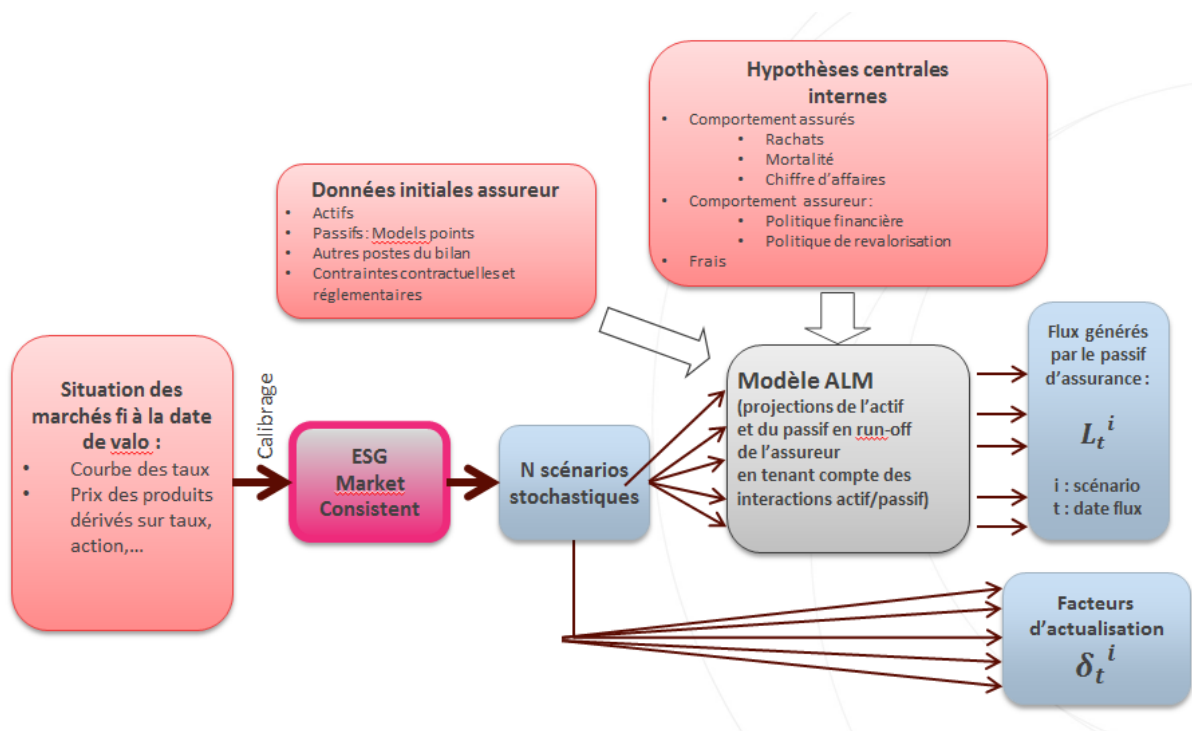 Hypothèses centrales
internes
• Comportement assurés
• Rachats
• Mortalité
• Chiffre d'affaires
• Comportement assureur :
• Politique financière
• Politique de revalorisation
• Frais
Données initiales assureur
• Actifs
• Passifs : Models points
• Autres postes du bilan
• Contraintes contractuelles et
réglementaires
Situation des
marchés fi à la date
de valo :
• Courbe des taux
• Prix des produits
dérivés sur taux,
action,...
Calibrage
ESG
Market
Consistent
N scénarios
stochastiques
Modèle ALM
(projections de l'actif
et du passif en run-off
de l'assureur
en tenant compte des
interactions actif/passif)
Flux générés
par le passif
d'assurance :
L_t^i
i : scénario
t : date flux
Facteurs
d'actualisation
δ_t^i